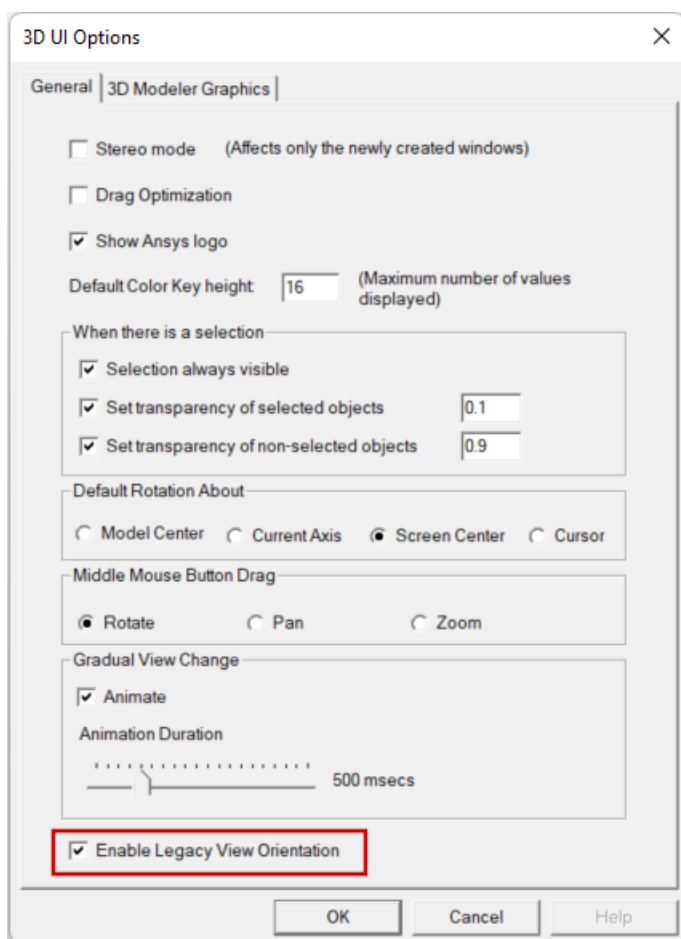 3D UI Options
General
3D Modeler Graphics
Stereo mode (Affects only the newly created windows)
Drag Optimization
Show Ansys logo
Default Color Key height: 16 (Maximum number of values
displayed)
When there is a selection
Selection always visible
Set transparency of selected objects 0.1
Set transparency of non-selected objects 0.9
Default Rotation About
Model Center Current Axis Screen Center Cursor
Middle Mouse Button Drag
Rotate Pan Zoom
Gradual View Change
Animate
Animation Duration
500 msecs
Enable Legacy View Orientation
OK Cancel Help